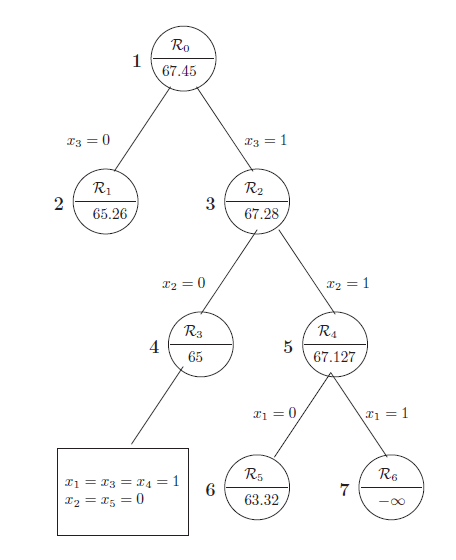 R₀
1
67.45
x₃ = 0
x₃ = 1
R₁
2
65.26
R₂
3
67.28
x₂ = 0
x₂ = 1
R₃
4
65
R₄
5
67.127
x₁ = 0
x₁ = 1
x₁ = x₃ = x₄ = 1
x₂ = x₅ = 0
R₅
6
63.32
R₆
7
−∞